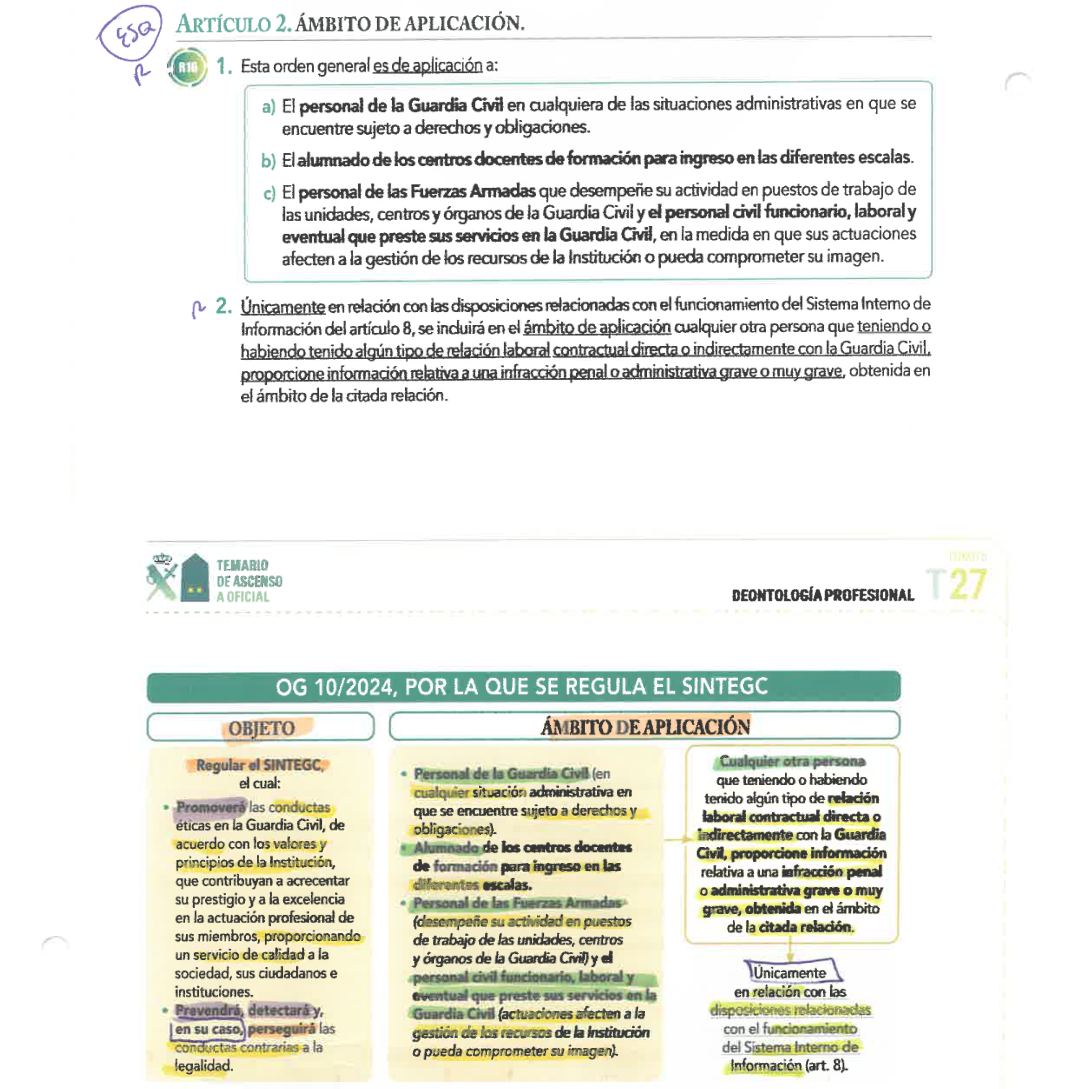 ESQ
ARTÍCULO 2. ÁMBITO DE APLICACIÓN.
R R16 1. Esta orden general es de aplicación a:
a) El personal de la Guardia Civil en cualquiera de las situaciones administrativas en que se
encuentre sujeto a derechos y obligaciones.
b) El alumnado de los centros docentes de formación para ingreso en las diferentes escalas.
c) El personal de las Fuerzas Armadas que desempeñe su actividad en puestos de trabajo de
las unidades, centros y órganos de la Guardia Civil y el personal civil funcionario, laboral y
eventual que preste sus servicios en la Guardia Civil, en la medida en que sus actuaciones
afecten a la gestión de los recursos de la Institución o pueda comprometer su imagen.
R 2. Únicamente en relación con las disposiciones relacionadas con el funcionamiento del Sistema Interno de
Información del artículo 8, se incluirá en el ámbito de aplicación cualquier otra persona que teniendo o
habiendo tenido algún tipo de relación laboral contractual directa o indirectamente con la Guardia Civil,
proporcione información relativa a una infracción penal o administrativa grave o muy grave, obtenida en
el ámbito de la citada relación.
TEMARIO
DE ASCENSO
A OFICIAL
DEONTOLOGÍA PROFESIONAL T27
OG 10/2024, POR LA QUE SE REGULA EL SINTEGC
OBJETO
Regular el SINTEGC,
el cual:
• Promoverá las conductas
éticas en la Guardia Civil, de
acuerdo con los valores y
principios de la Institución,
que contribuyan a acrecentar
su prestigio y a la excelencia
en la actuación profesional de
sus miembros, proporcionando
un servicio de calidad a la
sociedad, sus ciudadanos e
instituciones.
• Prevendrá, detectará y,
en su caso, perseguirá las
conductas contrarias a la
legalidad.
ÁMBITO DE APLICACIÓN
• Personal de la Guardia Civil (en
cualquier situación administrativa en
que se encuentre sujeto a derechos y
obligaciones).
• Alumnado de los centros docentes
de formación para ingreso en las
diferentes escalas.
• Personal de las Fuerzas Armadas
(desempeñe su actividad en puestos
de trabajo de las unidades, centros
y órganos de la Guardia Civil) y el
personal civil funcionario, laboral y
eventual que preste sus servicios en la
Guardia Civil (actuaciones afecten a la
gestión de los recursos de la Institución
o pueda comprometer su imagen).
Cualquier otra persona
que teniendo o habiendo
tenido algún tipo de relación
laboral contractual directa o
indirectamente con la Guardia
Civil, proporcione información
relativa a una infracción penal
o administrativa grave o muy
grave, obtenida en el ámbito
de la citada relación.
Únicamente
en relación con las
disposiciones relacionadas
con el funcionamiento
del Sistema Interno de
Información (art. 8).